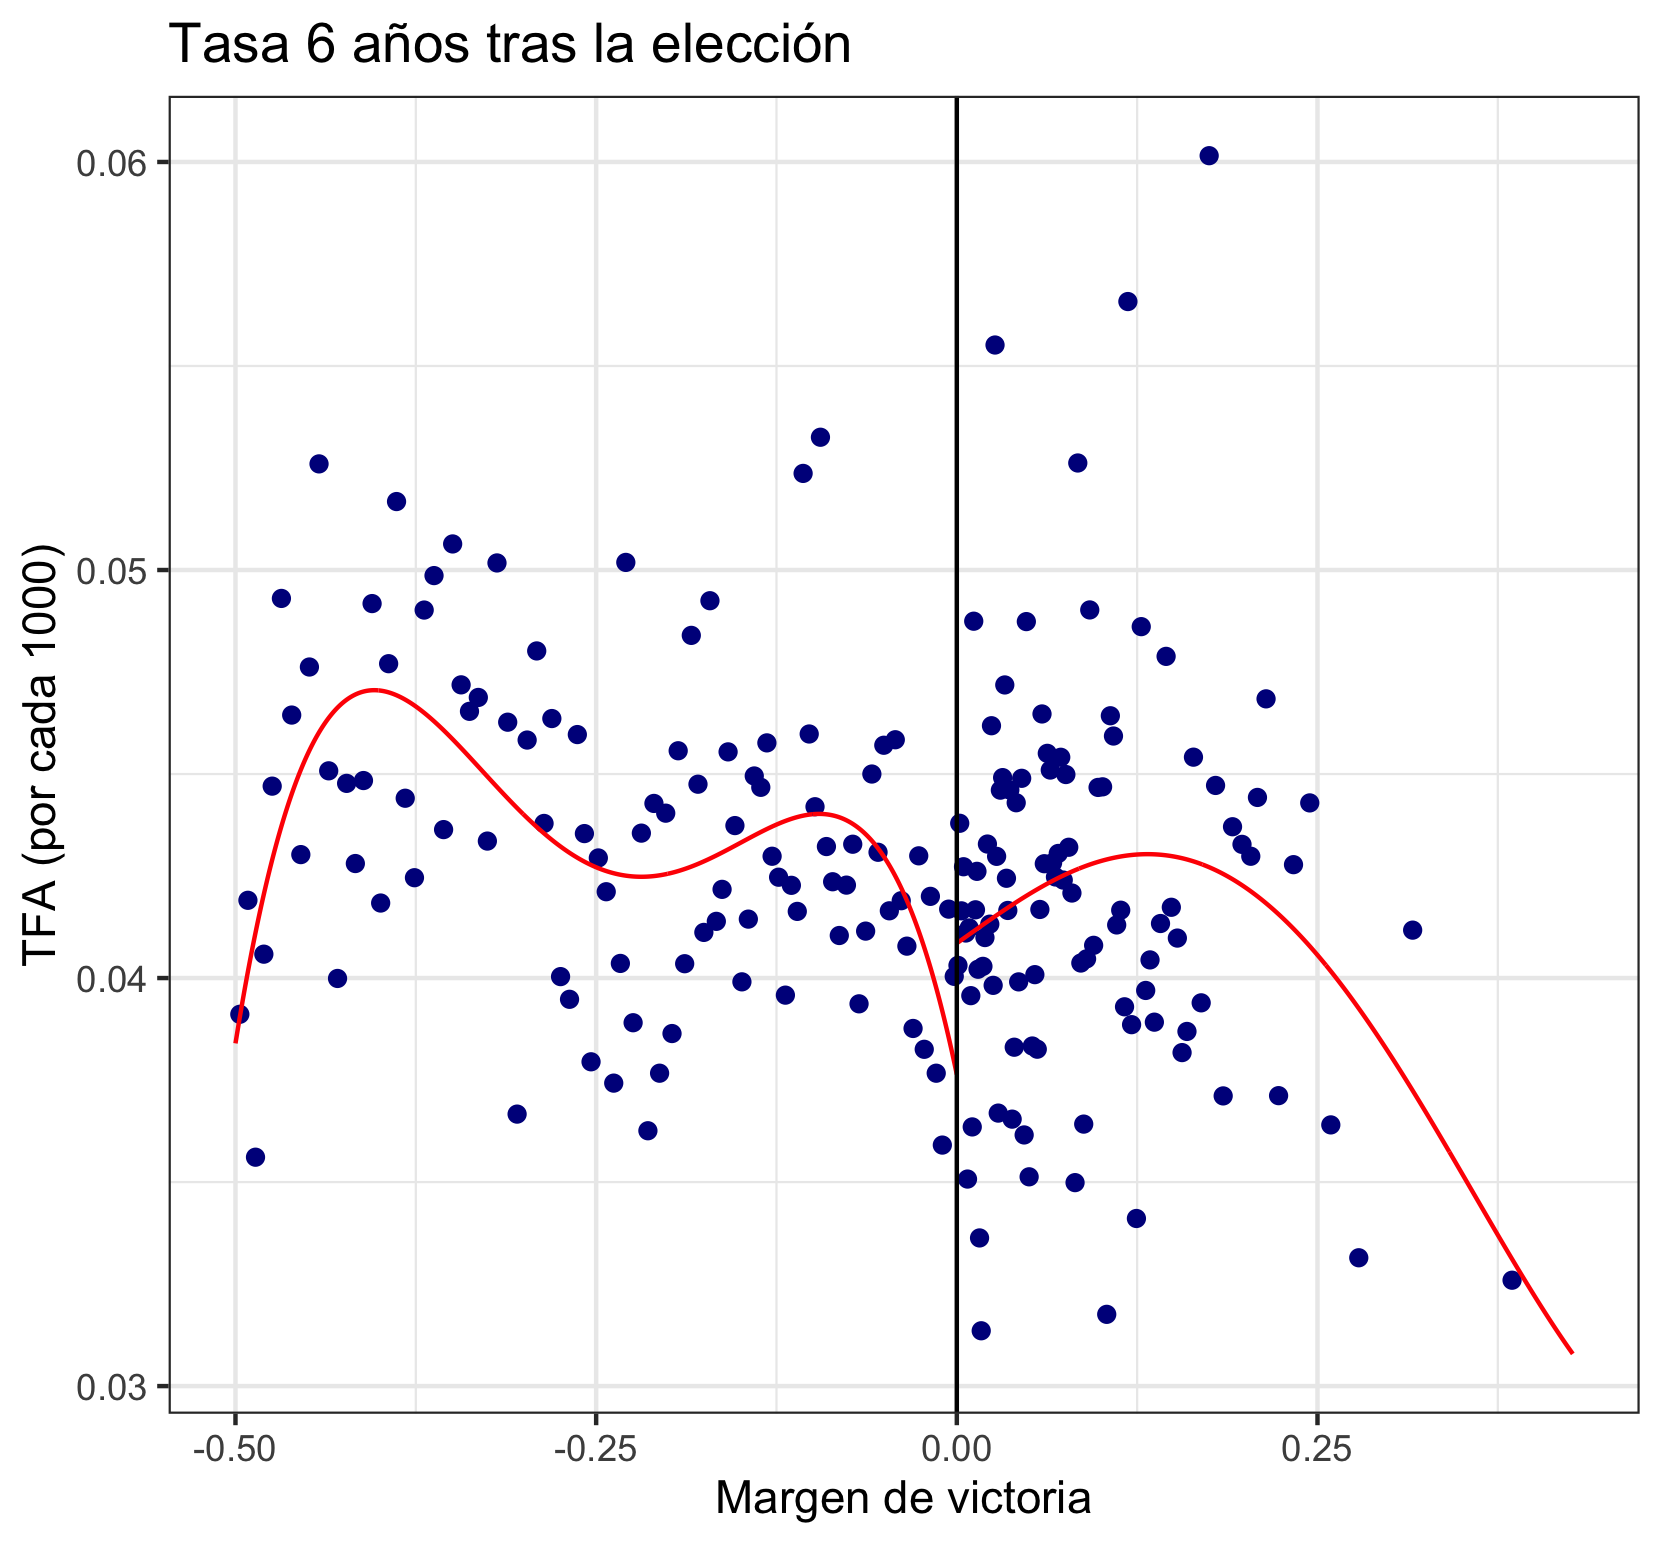 Tasa 6 años tras la elección
TFA (por cada 1000)
0.06
0.05
0.04
0.03
-0.50
-0.25
0.00
0.25
Margen de victoria